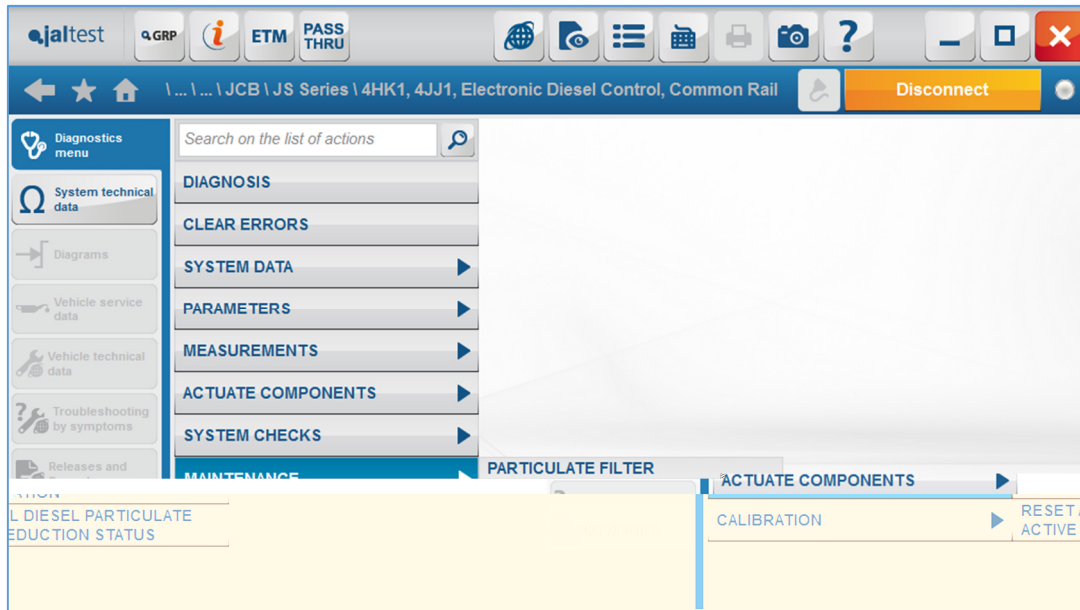 jaltest
GRP
i
ETM
PASS
THRU
?
\ ... \ ... \ JCB \ JS Series \ 4HK1, 4JJ1, Electronic Diesel Control, Common Rail
Disconnect
Diagnostics
menu
System technical
data
Diagrams
Vehicle service
data
Vehicle technical
data
Troubleshooting
by symptoms
Releases and
Search on the list of actions
DIAGNOSIS
CLEAR ERRORS
SYSTEM DATA
PARAMETERS
MEASUREMENTS
ACTUATE COMPONENTS
SYSTEM CHECKS
MAINTENANCE
PARTICULATE FILTER
ACTUATE COMPONENTS
L DIESEL PARTICULATE
EDUCTION STATUS
CALIBRATION
RESET
ACTIVE